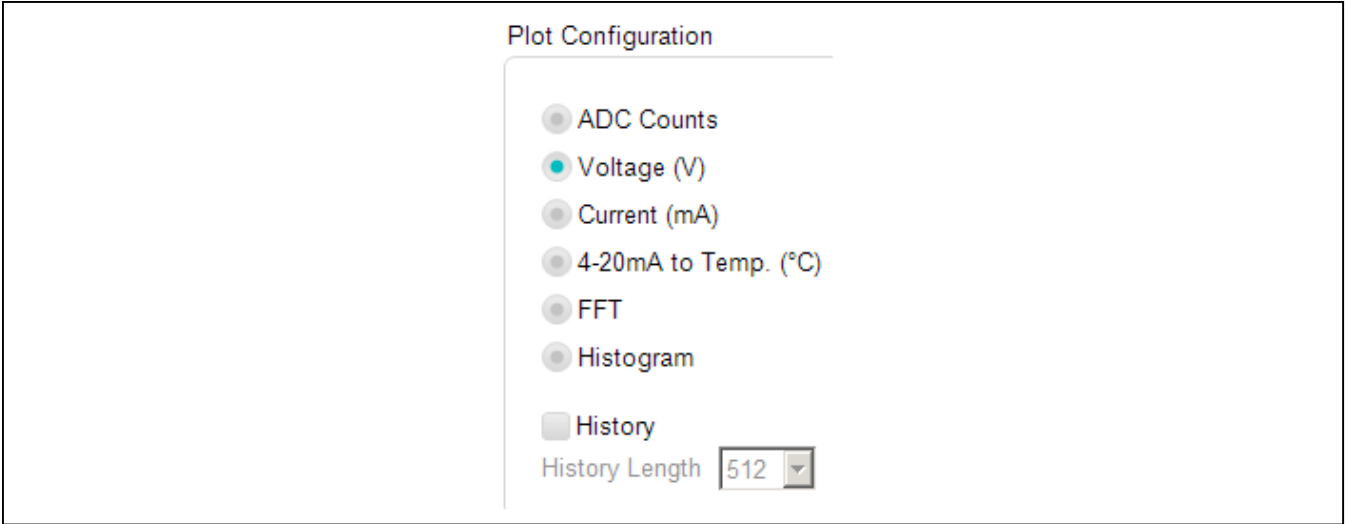 Plot Configuration
ADC Counts
Voltage (V)
Current (mA)
4-20mA to Temp. (°C)
FFT
Histogram
History
History Length 512